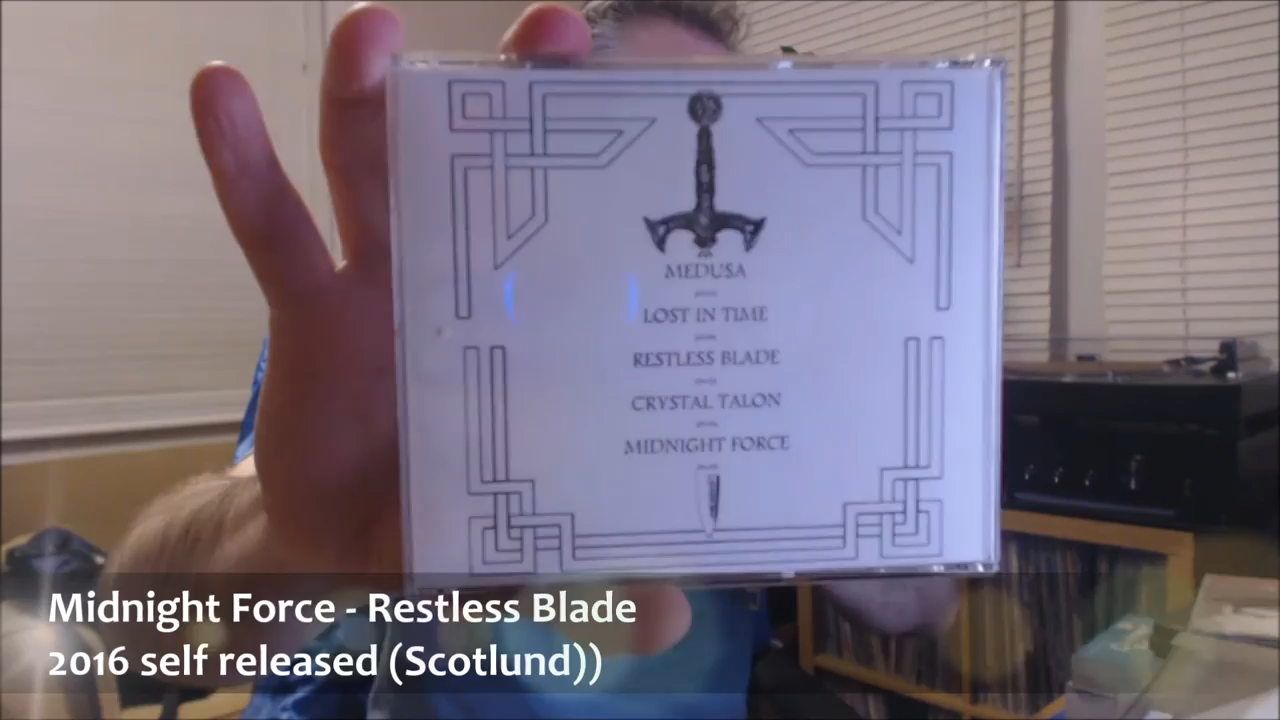 MEDUSA
LOST IN TIME
RESTLESS BLADE
CRYSTAL TALON
MIDNIGHT FORCE
Midnight Force - Restless Blade
2016 self released (Scotlund))